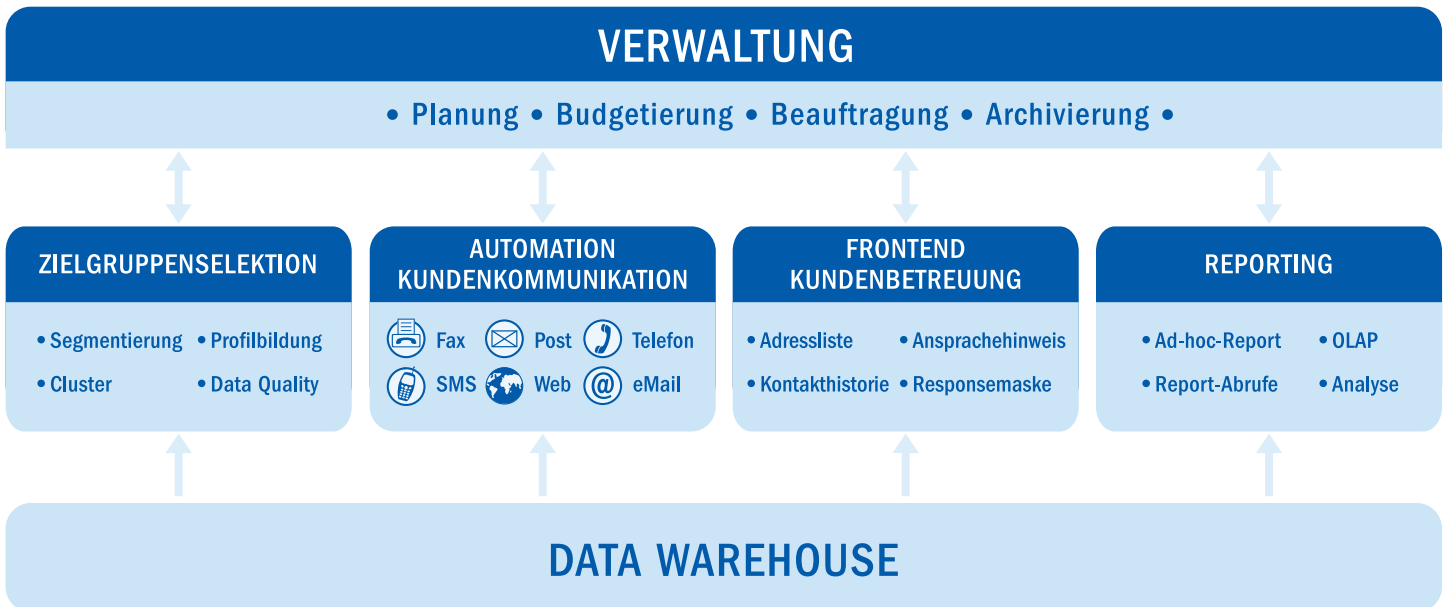 VERWALTUNG
• Planung • Budgetierung • Beauftragung • Archivierung •
ZIELGRUPPENSELEKTION
• Segmentierung • Profilbildung
• Cluster • Data Quality
AUTOMATION
KUNDENKOMMUNIKATION
Fax Post Telefon
SMS Web @ eMail
FRONTEND
KUNDENBETREUUNG
• Adressliste • Ansprachehinweis
• Kontakthistorie • Responsemaske
REPORTING
• Ad-hoc-Report • OLAP
• Report-Abrufe • Analyse
DATA WAREHOUSE